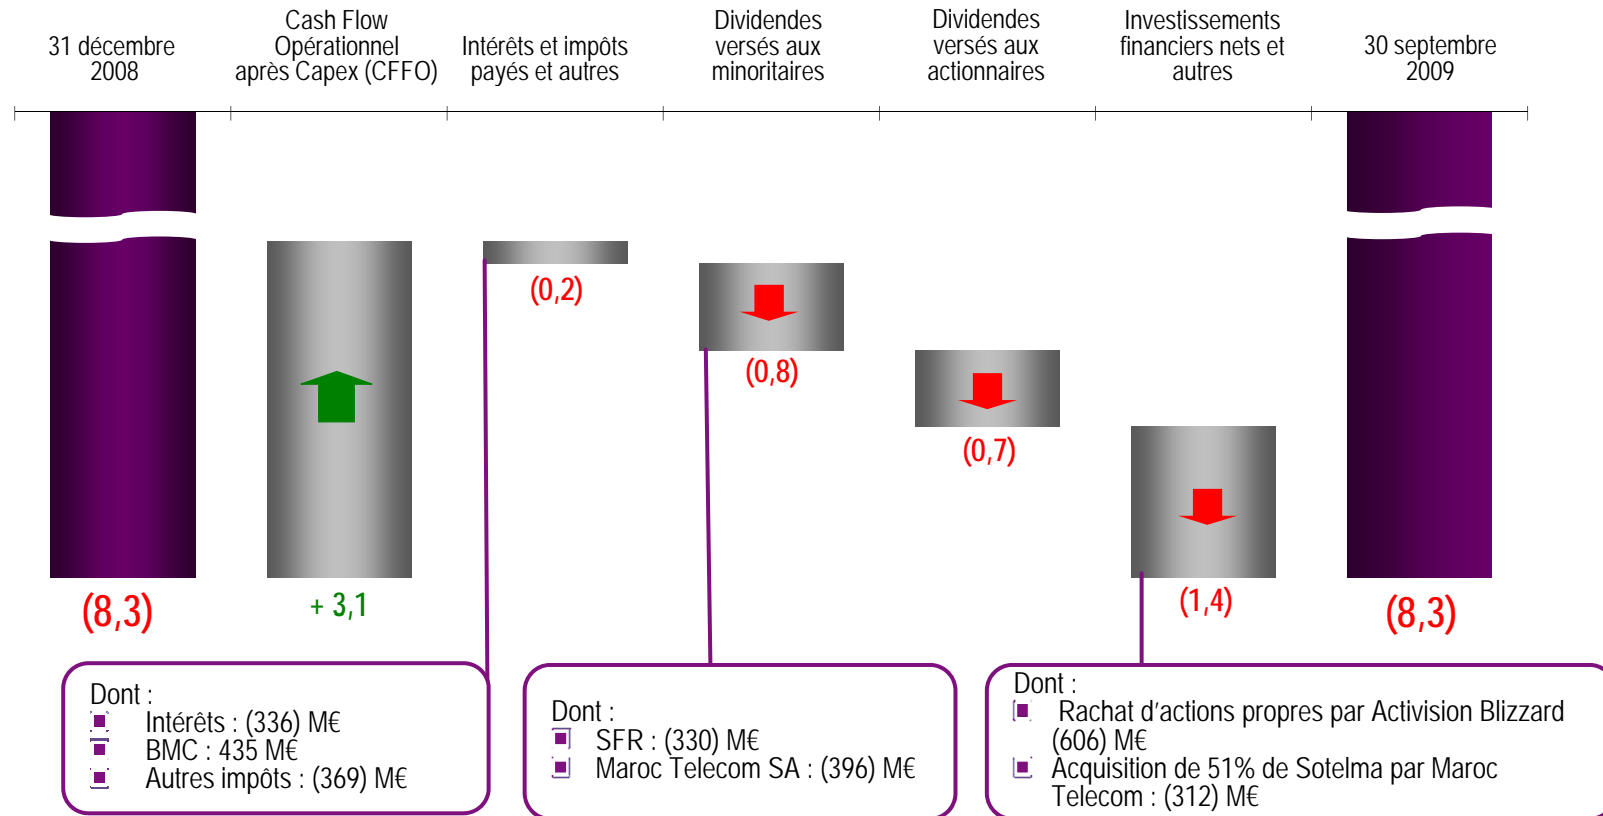 31 décembre
2008
Cash Flow
Opérationnel
après Capex (CFFO)
Intérêts et impôts
payés et autres
Dividendes
versés aux
minoritaires
Dividendes
versés aux
actionnaires
Investissements
financiers nets et
autres
30 septembre
2009
(8,3)
+ 3,1
(0,2)
(0,8)
(0,7)
(1,4)
(8,3)
Dont :
Intérêts : (336) M€
BMC : 435 M€
Autres impôts : (369) M€
Dont :
SFR : (330) M€
Maroc Telecom SA : (396) M€
Dont :
Rachat d'actions propres par Activision Blizzard
(606) M€
Acquisition de 51% de Sotelma par Maroc
Telecom : (312) M€